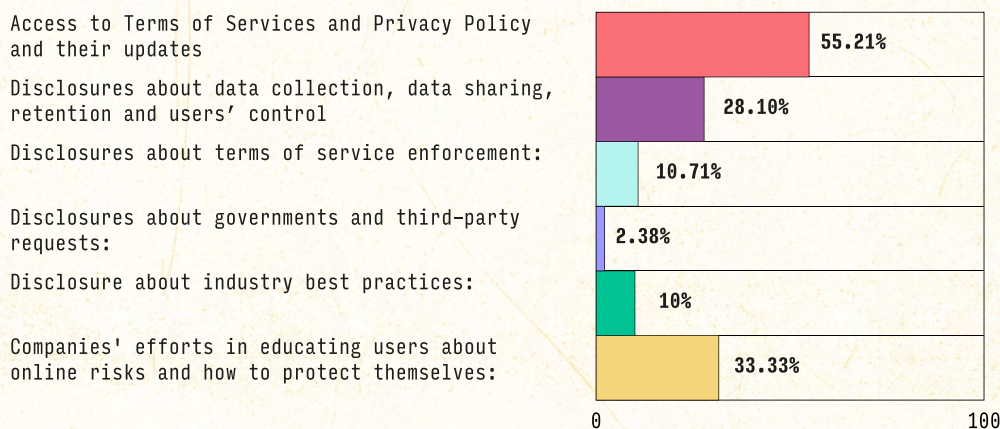 Access to Terms of Services and Privacy Policy
and their updates
55.21%
Disclosures about data collection, data sharing,
retention and users’ control
28.10%
Disclosures about terms of service enforcement:
10.71%
Disclosures about governments and third-party
requests:
2.38%
Disclosure about industry best practices:
10%
Companies' efforts in educating users about
online risks and how to protect themselves:
33.33%
0
100